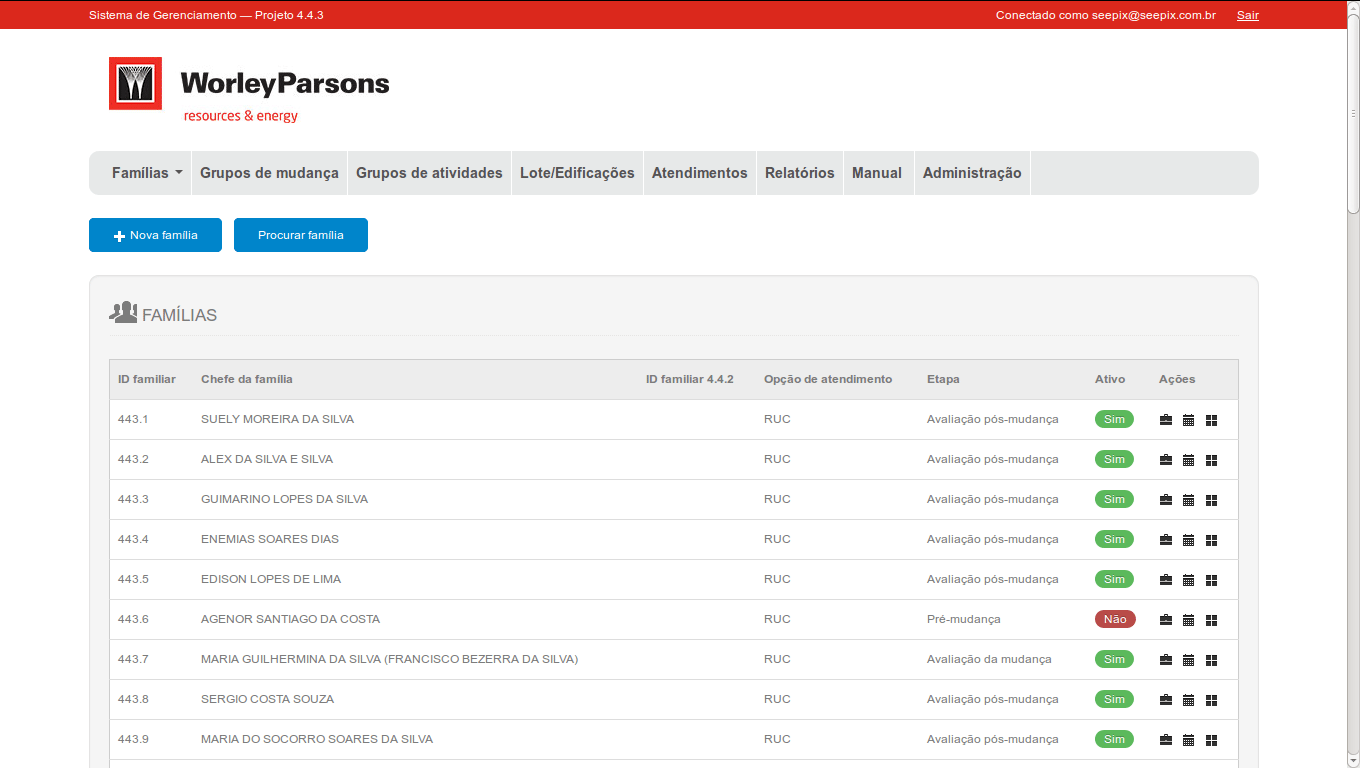 Sistema de Gerenciamento — Projeto 4.4.3 Conectado como seepix@seepix.com.br Sair
WorleyParsons
resources & energy
Famílias Grupos de mudança Grupos de atividades Lote/Edificações Atendimentos Relatórios Manual Administração
Nova família Procurar família
FAMÍLIAS
ID familiar Chefe da família ID familiar 4.4.2 Opção de atendimento Etapa Ativo Ações
443.1 SUELY MOREIRA DA SILVA RUC Avaliação pós-mudança Sim
443.2 ALEX DA SILVA E SILVA RUC Avaliação pós-mudança Sim
443.3 GUIMARINO LOPES DA SILVA RUC Avaliação pós-mudança Sim
443.4 ENEMIAS SOARES DIAS RUC Avaliação pós-mudança Sim
443.5 EDISON LOPES DE LIMA RUC Avaliação pós-mudança Sim
443.6 AGENOR SANTIAGO DA COSTA RUC Pré-mudança Não
443.7 MARIA GUILHERMINA DA SILVA (FRANCISCO BEZERRA DA SILVA) RUC Avaliação da mudança Sim
443.8 SERGIO COSTA SOUZA RUC Avaliação pós-mudança Sim
443.9 MARIA DO SOCORRO SOARES DA SILVA RUC Avaliação pós-mudança Sim